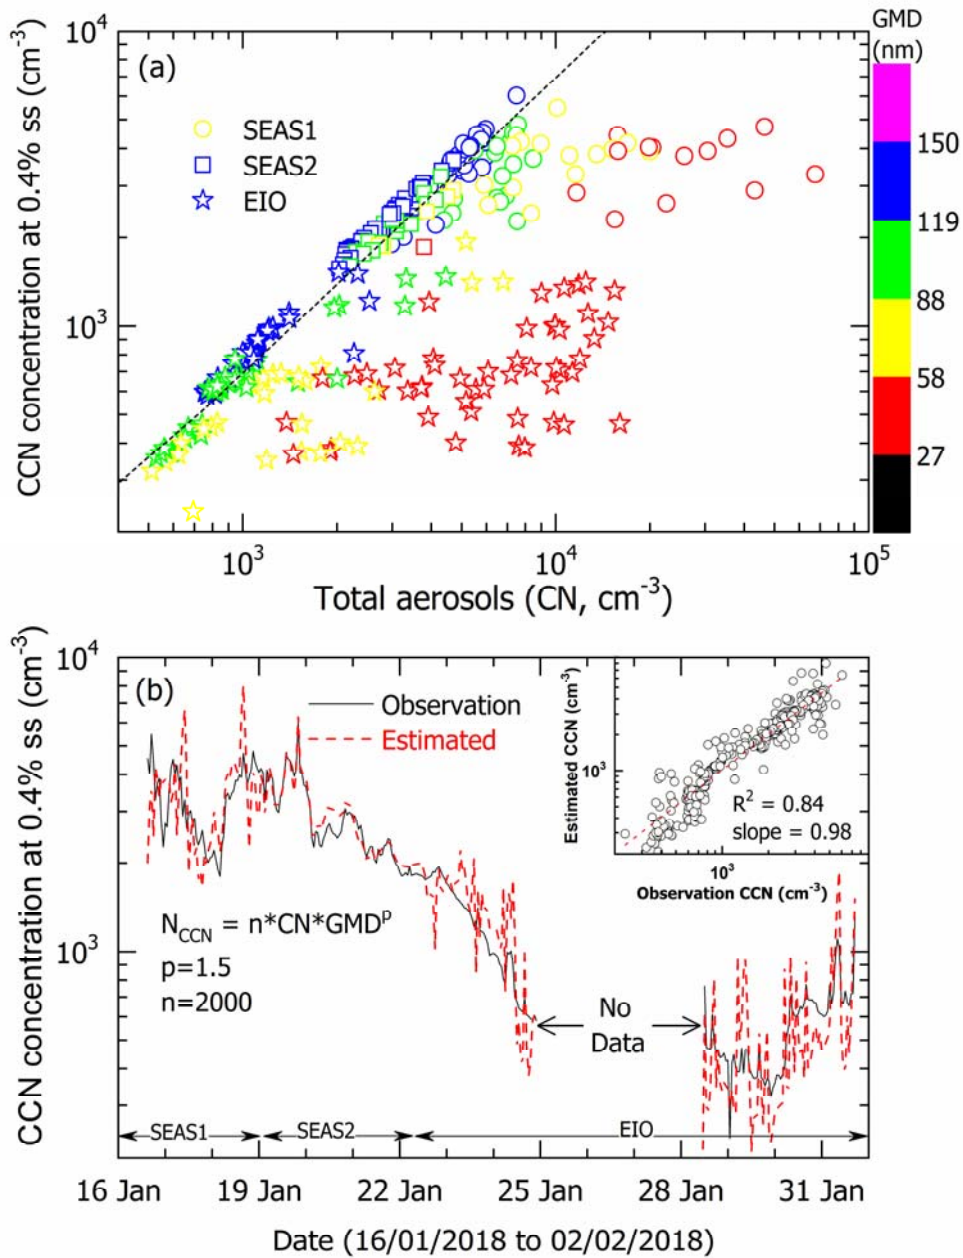 GMD
(nm)
10⁴
(a)
SEAS1
SEAS2
EIO
10³
CCN concentration at 0.4% ss (cm⁻³)
150
119
88
58
27
10³
10⁴
10⁵
Total aerosols (CN, cm⁻³)
10⁴
(b)
Observation
Estimated
10³
CCN concentration at 0.4% ss (cm⁻³)
Estimated CCN (cm⁻³)
10³
R² = 0.84
slope = 0.98
10³
Observation CCN (cm⁻³)
N_CCN = n*CN*GMDᵖ
p=1.5
n=2000
No
Data
SEAS1
SEAS2
EIO
16 Jan
19 Jan
22 Jan
25 Jan
28 Jan
31 Jan
Date (16/01/2018 to 02/02/2018)